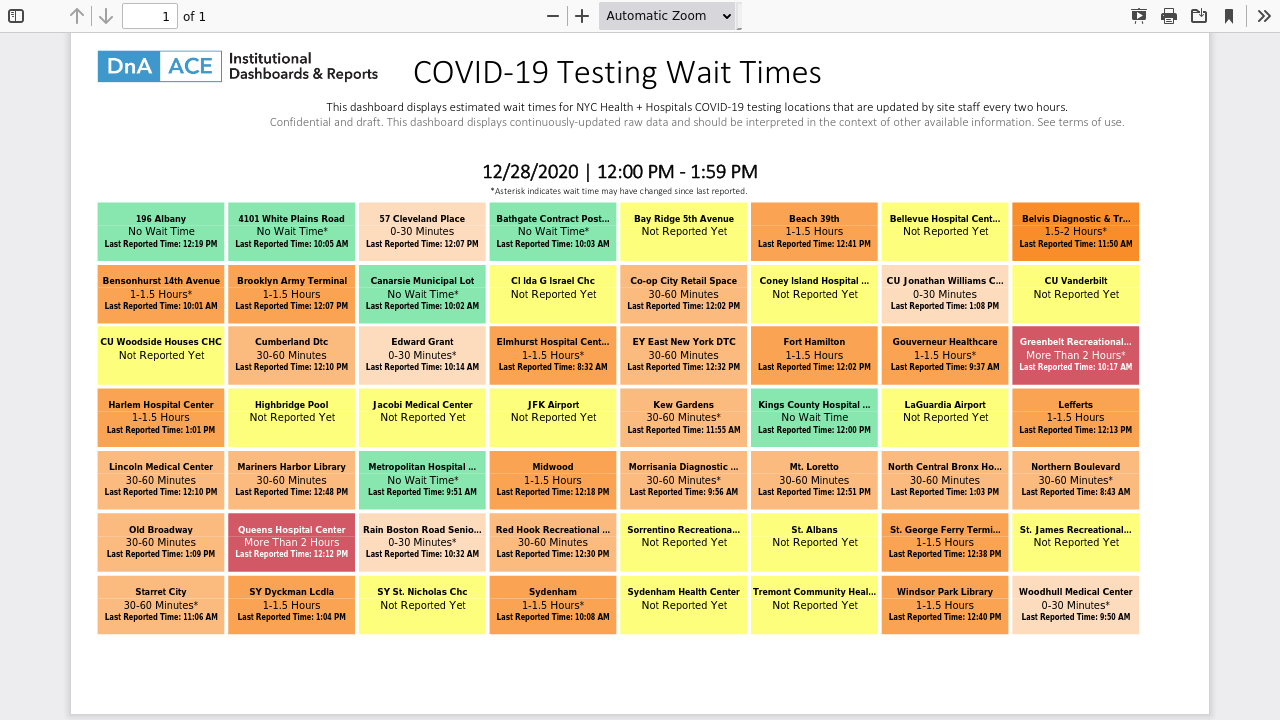 1 of 1 Automatic Zoom
DnA ACE Institutional
Dashboards & Reports
COVID-19 Testing Wait Times
This dashboard displays estimated wait times for NYC Health + Hospitals COVID-19 testing locations that are updated by site staff every two hours.
Confidential and draft. This dashboard displays continuously-updated raw data and should be interpreted in the context of other available information. See terms of use.
12/28/2020 | 12:00 PM - 1:59 PM
*Asterisk indicates wait time may have changed since last reported.
196 Albany
No Wait Time
Last Reported Time: 12:19 PM
4101 White Plains Road
No Wait Time*
Last Reported Time: 10:05 AM
57 Cleveland Place
0-30 Minutes
Last Reported Time: 12:07 PM
Bathgate Contract Post...
No Wait Time*
Last Reported Time: 10:03 AM
Bay Ridge 5th Avenue
Not Reported Yet
Beach 39th
1-1.5 Hours
Last Reported Time: 12:41 PM
Bellevue Hospital Cent...
Not Reported Yet
Belvis Diagnostic & Tr...
1.5-2 Hours*
Last Reported Time: 11:50 AM
Bensonhurst 14th Avenue
1-1.5 Hours*
Last Reported Time: 10:01 AM
Brooklyn Army Terminal
1-1.5 Hours
Last Reported Time: 12:07 PM
Canarsie Municipal Lot
No Wait Time*
Last Reported Time: 10:02 AM
CI Ida G Israel Chc
Not Reported Yet
Co-op City Retail Space
30-60 Minutes
Last Reported Time: 12:02 PM
Coney Island Hospital ...
Not Reported Yet
CU Jonathan Williams C...
0-30 Minutes
Last Reported Time: 1:08 PM
CU Vanderbilt
Not Reported Yet
CU Woodside Houses CHC
Not Reported Yet
Cumberland Dtc
30-60 Minutes
Last Reported Time: 12:10 PM
Edward Grant
0-30 Minutes*
Last Reported Time: 10:14 AM
Elmhurst Hospital Cent...
1-1.5 Hours*
Last Reported Time: 8:32 AM
EY East New York DTC
30-60 Minutes
Last Reported Time: 12:32 PM
Fort Hamilton
1-1.5 Hours
Last Reported Time: 12:02 PM
Gouverneur Healthcare
1-1.5 Hours*
Last Reported Time: 9:37 AM
Greenbelt Recreational...
More Than 2 Hours*
Last Reported Time: 10:17 AM
Harlem Hospital Center
1-1.5 Hours
Last Reported Time: 1:01 PM
Highbridge Pool
Not Reported Yet
Jacobi Medical Center
Not Reported Yet
JFK Airport
Not Reported Yet
Kew Gardens
30-60 Minutes*
Last Reported Time: 11:55 AM
Kings County Hospital ...
No Wait Time
Last Reported Time: 12:00 PM
LaGuardia Airport
Not Reported Yet
Lefferts
1-1.5 Hours
Last Reported Time: 12:13 PM
Lincoln Medical Center
30-60 Minutes
Last Reported Time: 12:10 PM
Mariners Harbor Library
30-60 Minutes
Last Reported Time: 12:48 PM
Metropolitan Hospital ...
No Wait Time*
Last Reported Time: 9:51 AM
Midwood
1-1.5 Hours
Last Reported Time: 12:18 PM
Morrisania Diagnostic ...
30-60 Minutes*
Last Reported Time: 9:56 AM
Mt. Loretto
30-60 Minutes
Last Reported Time: 12:51 PM
North Central Bronx Ho...
30-60 Minutes
Last Reported Time: 1:03 PM
Northern Boulevard
30-60 Minutes*
Last Reported Time: 8:43 AM
Old Broadway
30-60 Minutes
Last Reported Time: 1:09 PM
Queens Hospital Center
More Than 2 Hours
Last Reported Time: 12:12 PM
Rain Boston Road Senio...
0-30 Minutes*
Last Reported Time: 10:32 AM
Red Hook Recreational ...
30-60 Minutes
Last Reported Time: 12:30 PM
Sorrentino Recreationa...
Not Reported Yet
St. Albans
Not Reported Yet
St. George Ferry Termi...
1-1.5 Hours
Last Reported Time: 12:38 PM
St. James Recreational...
Not Reported Yet
Starret City
30-60 Minutes*
Last Reported Time: 11:06 AM
SY Dyckman Lcdla
1-1.5 Hours
Last Reported Time: 1:04 PM
SY St. Nicholas Chc
Not Reported Yet
Sydenham
1-1.5 Hours*
Last Reported Time: 10:08 AM
Sydenham Health Center
Not Reported Yet
Tremont Community Heal...
Not Reported Yet
Windsor Park Library
1-1.5 Hours
Last Reported Time: 12:40 PM
Woodhull Medical Center
0-30 Minutes*
Last Reported Time: 9:50 AM